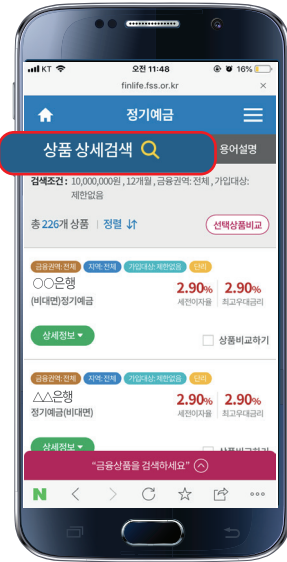 KT 오전 11:48 16%
finlife.fss.or.kr ×
정기예금
상품 상세검색 용어설명
검색조건 : 10,000,000원 , 12개월 , 금융권역: 전체 , 가입대상:
제한없음
총 226개 상품 | 정렬
선택상품비교
금융권역:전체 지역:전체 가입대상:제한없음 단리
○○은행
(비대면)정기예금
2.90% 2.90%
세전이자율 최고우대금리
상세정보 ▼
상품비교하기
금융권역:전체 지역:전체 가입대상:제한없음 단리
△△은행
정기예금(비대면)
2.90% 2.90%
세전이자율 최고우대금리
상세정보 ▼
상품비교하기
“금융상품을 검색하세요”
N